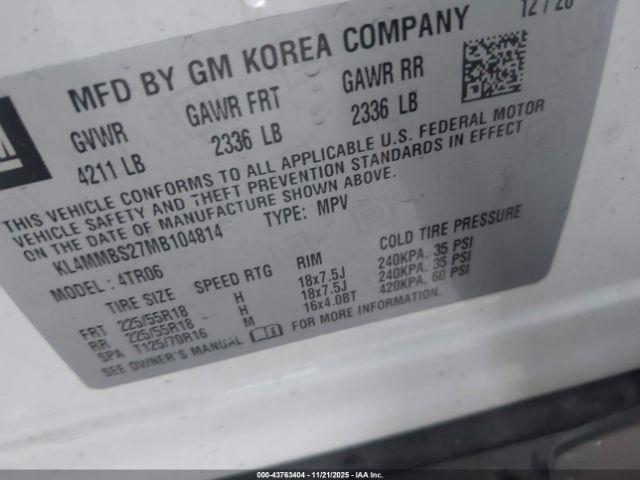 12 / 20
MFD BY GM KOREA COMPANY
GVWR GAWR FRT GAWR RR
4211 LB 2336 LB 2336 LB
THIS VEHICLE CONFORMS TO ALL APPLICABLE U.S. FEDERAL MOTOR
VEHICLE SAFETY AND THEFT PREVENTION STANDARDS IN EFFECT
ON THE DATE OF MANUFACTURE SHOWN ABOVE.
KL4MMBS27MB104814 TYPE: MPV
MODEL: 4TR06
TIRE SIZE SPEED RTG RIM COLD TIRE PRESSURE
FRT 225/55R18 H 18x7.5J 240KPA, 35 PSI
RR 225/55R18 H 18x7.5J 240KPA, 35 PSI
SPA T125/70R16 M 16x4.0BT 420KPA, 60 PSI
SEE OWNER'S MANUAL FOR MORE INFORMATION.
000-43763404 - 11/21/2025 - IAA Inc.